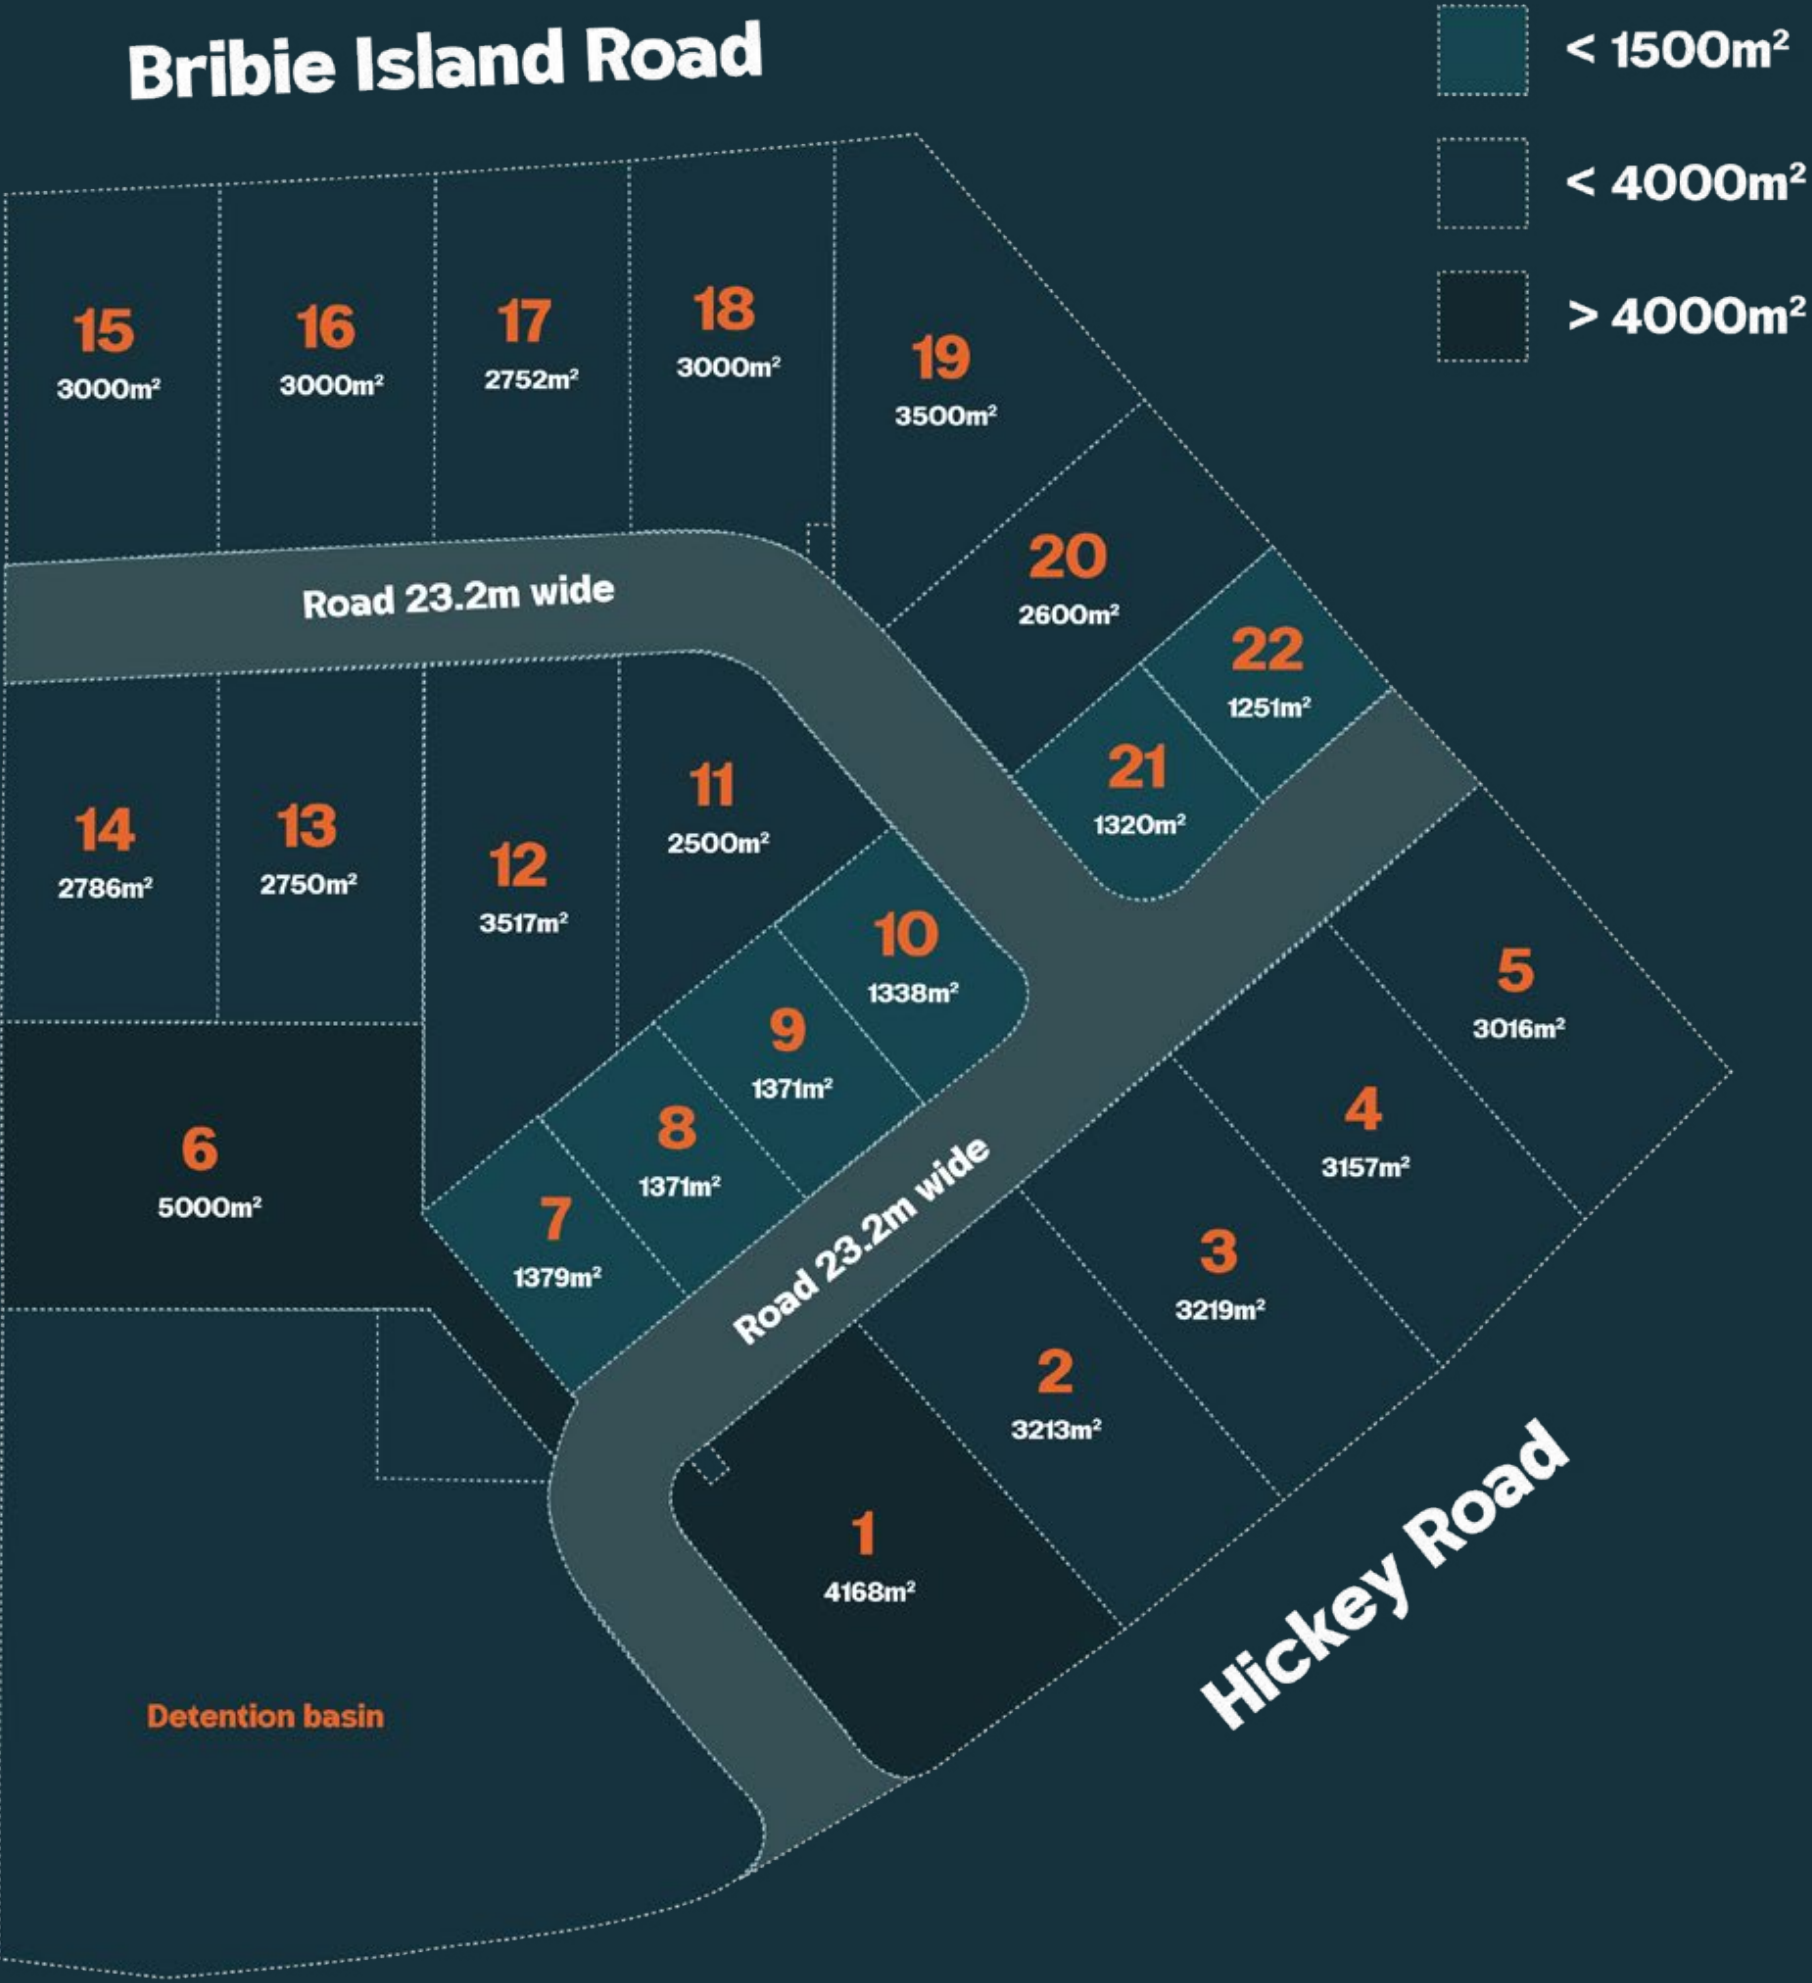 Bribie Island Road
< 1500m²
< 4000m²
> 4000m²
15
3000m²
16
3000m²
17
2752m²
18
3000m²
19
3500m²
20
2600m²
22
1251m²
21
1320m²
Road 23.2m wide
14
2786m²
13
2750m²
12
3517m²
11
2500m²
10
1338m²
9
1371m²
8
1371m²
7
1379m²
6
5000m²
5
3016m²
4
3157m²
3
3219m²
2
3213m²
1
4168m²
Road 23.2m wide
Hickey Road
Detention basin